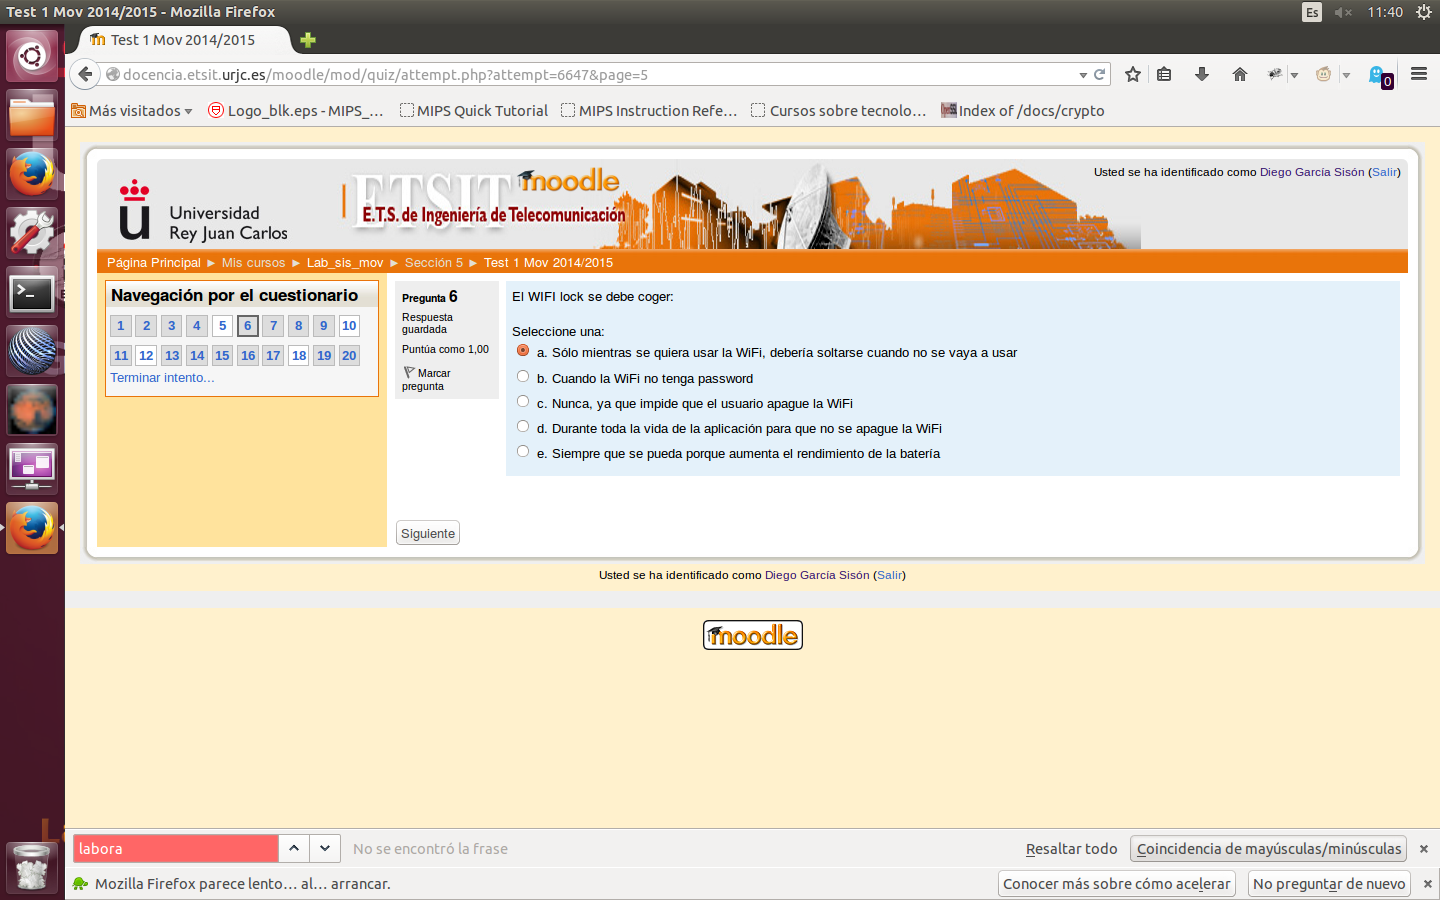 Test 1 Mov 2014/2015 - Mozilla Firefox
Es
11:40
Test 1 Mov 2014/2015
docencia.etsit.urjc.es/moodle/mod/quiz/attempt.php?attempt=6647&page=5
0
Más visitados
Logo_blk.eps - MIPS_…
MIPS Quick Tutorial
MIPS Instruction Refe…
Cursos sobre tecnolo…
Index of /docs/crypto
Universidad
Rey Juan Carlos
ETSIT moodle
E.T.S. de Ingeniería de Telecomunicación
Usted se ha identificado como Diego García Sisón (Salir)
Página Principal ► Mis cursos ► Lab_sis_mov ► Sección 5 ► Test 1 Mov 2014/2015
Navegación por el cuestionario
1 2 3 4 5 6 7 8 9 10
11 12 13 14 15 16 17 18 19 20
Terminar intento...
Pregunta 6
Respuesta
guardada
Puntúa como 1,00
Marcar
pregunta
El WIFI lock se debe coger:
Seleccione una:
a. Sólo mientras se quiera usar la WiFi, debería soltarse cuando no se vaya a usar
b. Cuando la WiFi no tenga password
c. Nunca, ya que impide que el usuario apague la WiFi
d. Durante toda la vida de la aplicación para que no se apague la WiFi
e. Siempre que se pueda porque aumenta el rendimiento de la batería
Siguiente
Usted se ha identificado como Diego García Sisón (Salir)
moodle
labora
No se encontró la frase
Resaltar todo
Coincidencia de mayúsculas/minúsculas
Mozilla Firefox parece lento… al… arrancar.
Conocer más sobre cómo acelerar
No preguntar de nuevo